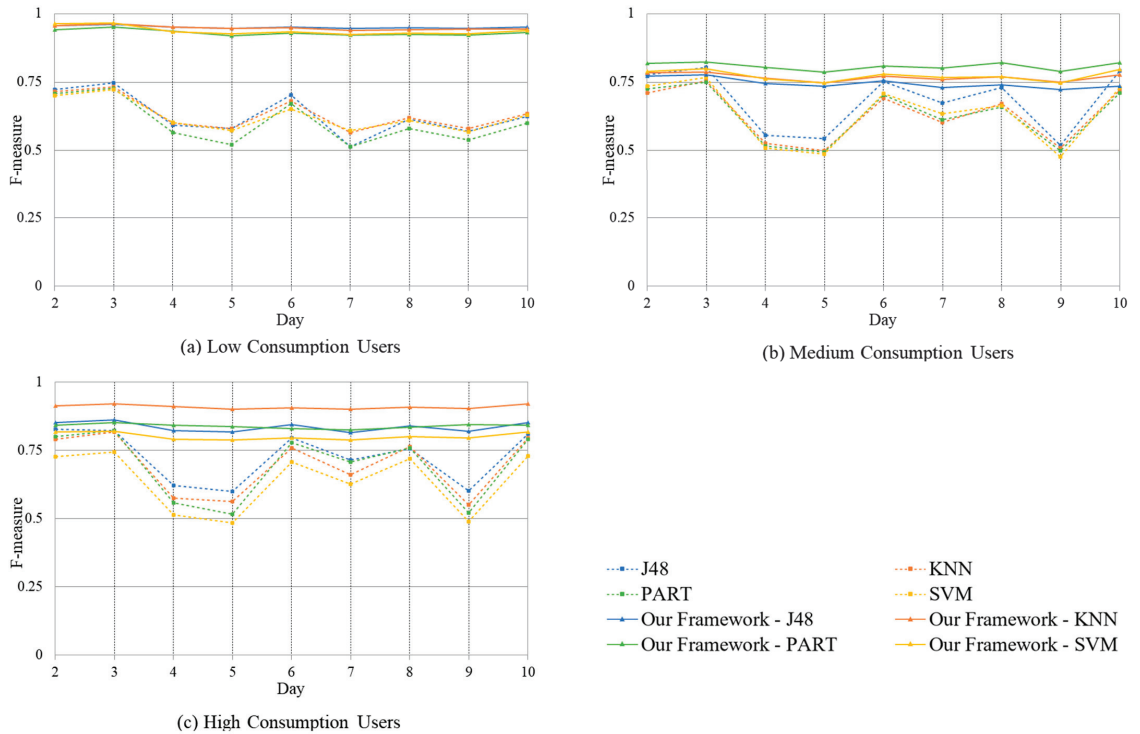 1
0.75
0.5
0.25
0
F-measure
2 3 4 5 6 7 8 9 10
Day
(a) Low Consumption Users
1
0.75
0.5
0.25
0
F-measure
2 3 4 5 6 7 8 9 10
Day
(b) Medium Consumption Users
1
0.75
0.5
0.25
0
F-measure
2 3 4 5 6 7 8 9 10
Day
(c) High Consumption Users
J48 KNN
PART SVM
Our Framework - J48 Our Framework - KNN
Our Framework - PART Our Framework - SVM